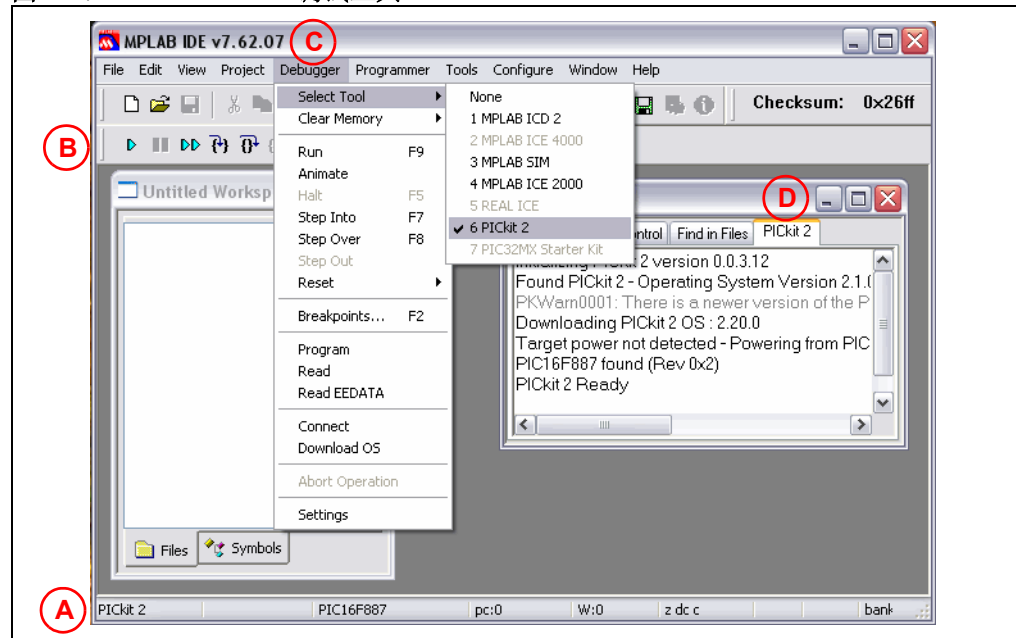 MPLAB IDE v7.62.07
C
File Edit View Project Debugger Programmer Tools Configure Window Help
Checksum: 0x26ff
B
Select Tool
Clear Memory
Run F9
Animate
Halt F5
Step Into F7
Step Over F8
Step Out
Reset
Breakpoints... F2
Program
Read
Read EEDATA
Connect
Download OS
Abort Operation
Settings
None
1 MPLAB ICD 2
2 MPLAB ICE 4000
3 MPLAB SIM
4 MPLAB ICE 2000
5 REAL ICE
6 PICkit 2
7 PIC32MX Starter Kit
Untitled Worksp
D
Find in Files PICkit 2
2 version 0.0.3.12
Found PICkit 2 - Operating System Version 2.1.
PKWarn0001: There is a newer version of the P
Downloading PICkit 2 OS : 2.20.0
Target power not detected - Powering from PIC
PIC16F887 found (Rev 0x2)
PICkit 2 Ready
Files Symbols
A
PICkit 2 PIC16F887 pc:0 W:0 z dc c bank